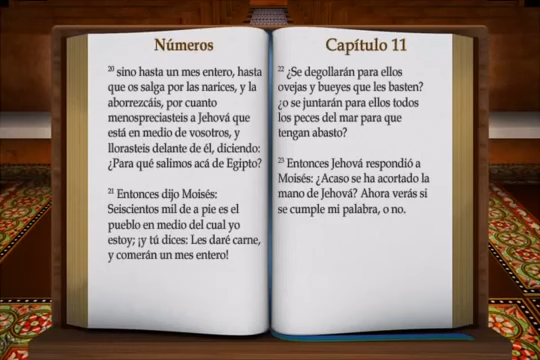 Números
20 sino hasta un mes entero, hasta
que os salga por las narices, y la
aborrezcáis, por cuanto
menospreciasteis a Jehová que
está en medio de vosotros, y
llorasteis delante de él, diciendo:
¿Para qué salimos acá de Egipto?
21 Entonces dijo Moisés:
Seiscientos mil de a pie es el
pueblo en medio del cual yo
estoy; ¡y tú dices: Les daré carne,
y comerán un mes entero!
Capítulo 11
22 ¿Se degollarán para ellos
ovejas y bueyes que les basten?
¿o se juntarán para ellos todos
los peces del mar para que
tengan abasto?
23 Entonces Jehová respondió a
Moisés: ¿Acaso se ha acortado la
mano de Jehová? Ahora verás si
se cumple mi palabra, o no.